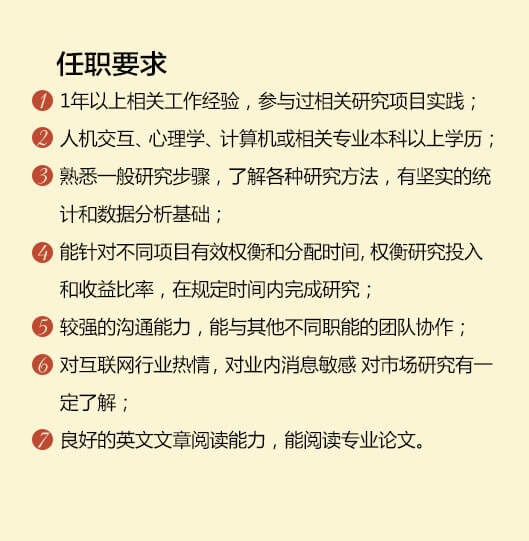 任职要求
1 1年以上相关工作经验，参与过相关研究项目实践；
2 人机交互、心理学、计算机或相关专业本科以上学历；
3 熟悉一般研究步骤，了解各种研究方法，有坚实的统
计和数据分析基础；
4 能针对不同项目有效权衡和分配时间, 权衡研究投入
和收益比率，在规定时间内完成研究；
5 较强的沟通能力，能与其他不同职能的团队协作；
6 对互联网行业热情, 对业内消息敏感 对市场研究有一
定了解；
7 良好的英文文章阅读能力，能阅读专业论文。